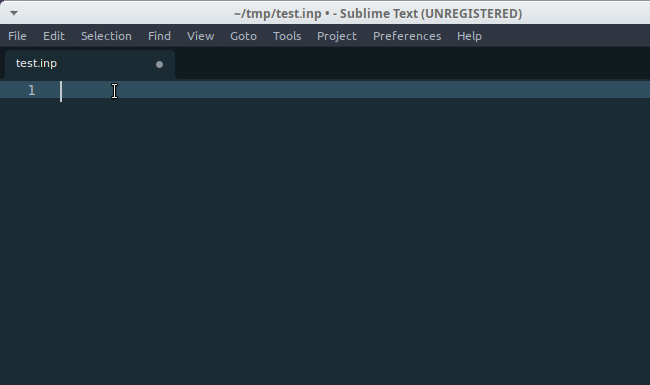 ~/tmp/test.inp • - Sublime Text (UNREGISTERED)
File Edit Selection Find View Goto Tools Project Preferences Help
test.inp
1